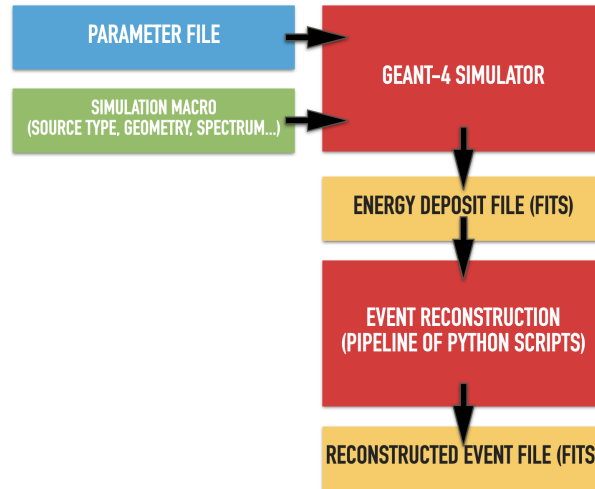 PARAMETER FILE
GEANT-4 SIMULATOR
SIMULATION MACRO
(SOURCE TYPE, GEOMETRY, SPECTRUM...)
ENERGY DEPOSIT FILE (FITS)
EVENT RECONSTRUCTION
(PIPELINE OF PYTHON SCRIPTS)
RECONSTRUCTED EVENT FILE (FITS